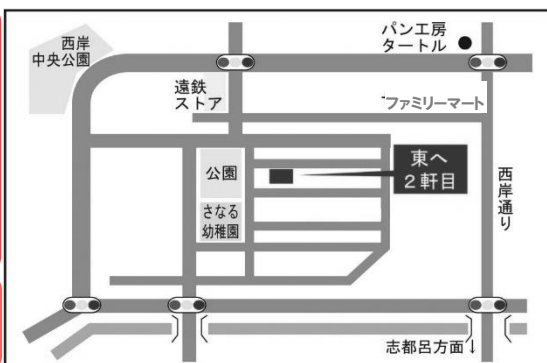 西岸
中央公園
パン工房
タートル
遠鉄
ストア
ファミリーマート
公園
東へ
2軒目
さなる
幼稚園
西岸通り
志都呂方面↓